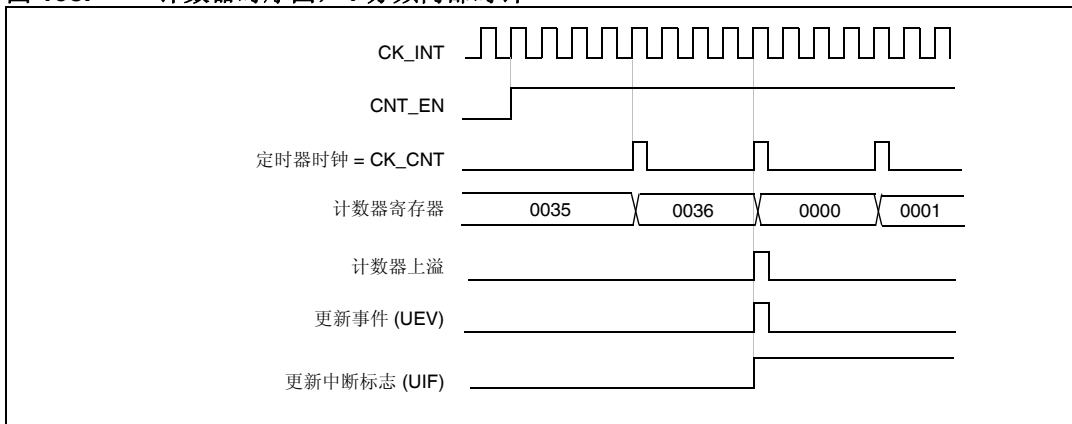 CK_INT
CNT_EN
定时器时钟 = CK_CNT
计数器寄存器 0035 0036 0000 0001
计数器上溢
更新事件 (UEV)
更新中断标志 (UIF)